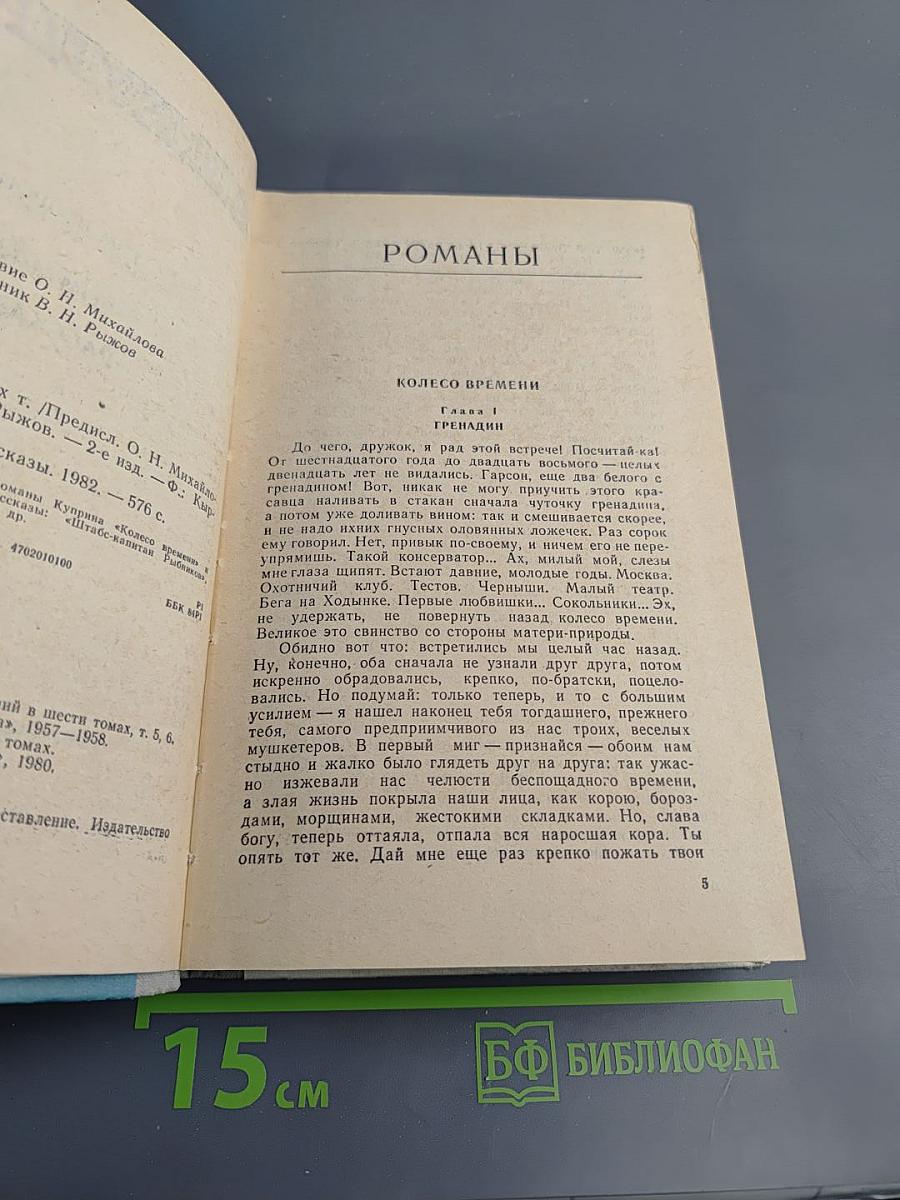 вие О. Н. Михайлова
ник В. Н. Рыжов
х т. /Предисл. О. Н. Михайло-
Рыжов. — 2-е изд. — Ф.: Кыр-
сказы. 1982. — 576 с.
романы Куприна «Колесо времени» и
ссказы: «Штабс-капитан Рыбников»,
др.
4702010100
Р1
ББК 84Р1
ний в шести томах, т. 5, 6.
а», 1957—1958.
томах.
», 1980.
ставление. Издательство
РОМАНЫ
КОЛЕСО ВРЕМЕНИ
Глава I
ГРЕНАДИН
До чего, дружок, я рад этой встрече! Посчитай-ка!
От шестнадцатого года до двадцать восьмого — целых
двенадцать лет не видались. Гарсон, еще два белого с
гренадином! Вот, никак не могу приучить этого кра-
савца наливать в стакан сначала чуточку гренадина,
а потом уже доливать вином: так и смешивается скорее,
и не надо ихних гнусных оловянных ложечек. Раз сорок
ему говорил. Нет, привык по-своему, и ничем его не пере-
упрямишь. Такой консерватор... Ах, милый мой, слезы
мне глаза щипят. Встают давние, молодые годы. Москва.
Охотничий клуб. Тестов. Черныши. Малый театр.
Бега на Ходынке. Первые любвишки... Сокольники... Эх,
не удержать, не повернуть назад колесо времени.
Великое это свинство со стороны матери-природы.
Обидно вот что: встретились мы целый час назад.
Ну, конечно, оба сначала не узнали друг друга, потом
искренно обрадовались, крепко, по-братски, поцело-
вались. Но подумай: только теперь, и то с большим
усилием — я нашел наконец тебя тогдашнего, прежнего
тебя, самого предприимчивого из нас троих, веселых
мушкетеров. В первый миг — признайся — обоим нам
стыдно и жалко было глядеть друг на друга: так ужас-
но изжевали нас челюсти беспощадного времени,
а злая жизнь покрыла наши лица, как корою, бороз-
дами, морщинами, жестокими складками. Но, слава
богу, теперь оттаяла, отпала вся наросшая кора. Ты
опять тот же. Дай мне еще раз крепко пожать твои
5
15 см
БФ БИБЛИОФАН